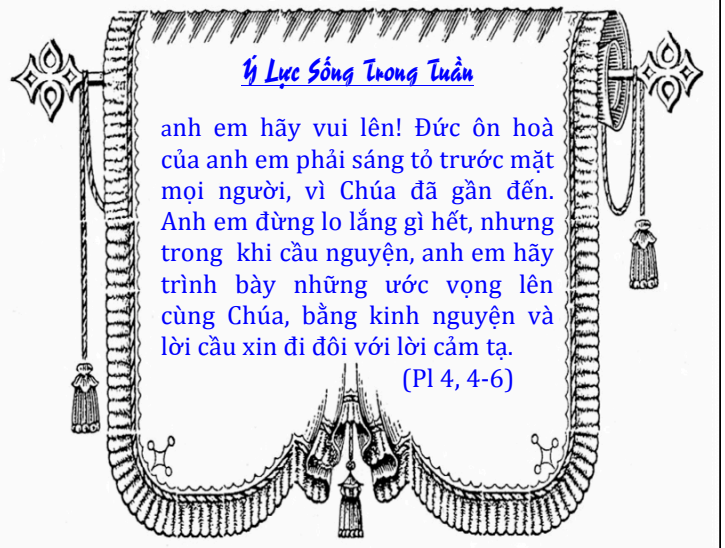 Ý Lực Sống Trong Tuần
anh em hãy vui lên! Đức ôn hoà
của anh em phải sáng tỏ trước mặt
mọi người, vì Chúa đã gần đến.
Anh em đừng lo lắng gì hết, nhưng
trong khi cầu nguyện, anh em hãy
trình bày những ước vọng lên
cùng Chúa, bằng kinh nguyện và
lời cầu xin đi đôi với lời cảm tạ.
(Pl 4, 4-6)